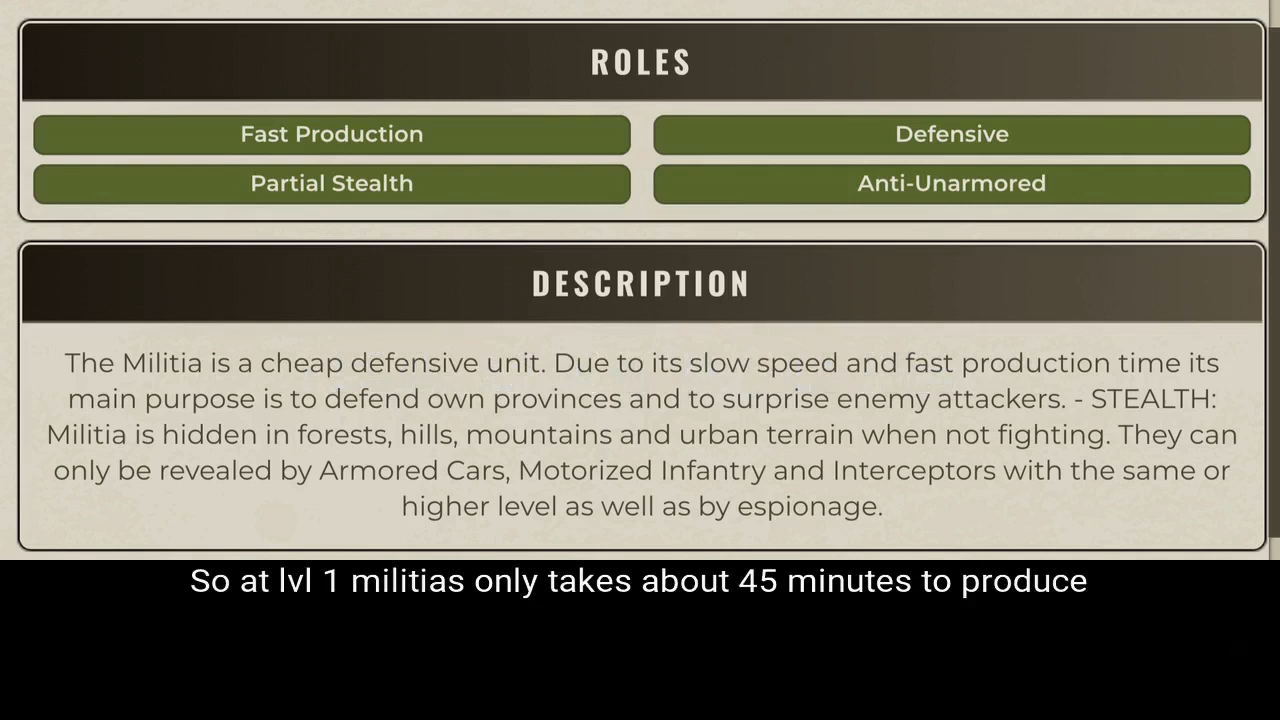 ROLES
Fast Production
Defensive
Partial Stealth
Anti-Unarmored
DESCRIPTION
The Militia is a cheap defensive unit. Due to its slow speed and fast production time its
main purpose is to defend own provinces and to surprise enemy attackers. - STEALTH:
Militia is hidden in forests, hills, mountains and urban terrain when not fighting. They can
only be revealed by Armored Cars, Motorized Infantry and Interceptors with the same or
higher level as well as by espionage.
So at lvl 1 militias only takes about 45 minutes to produce